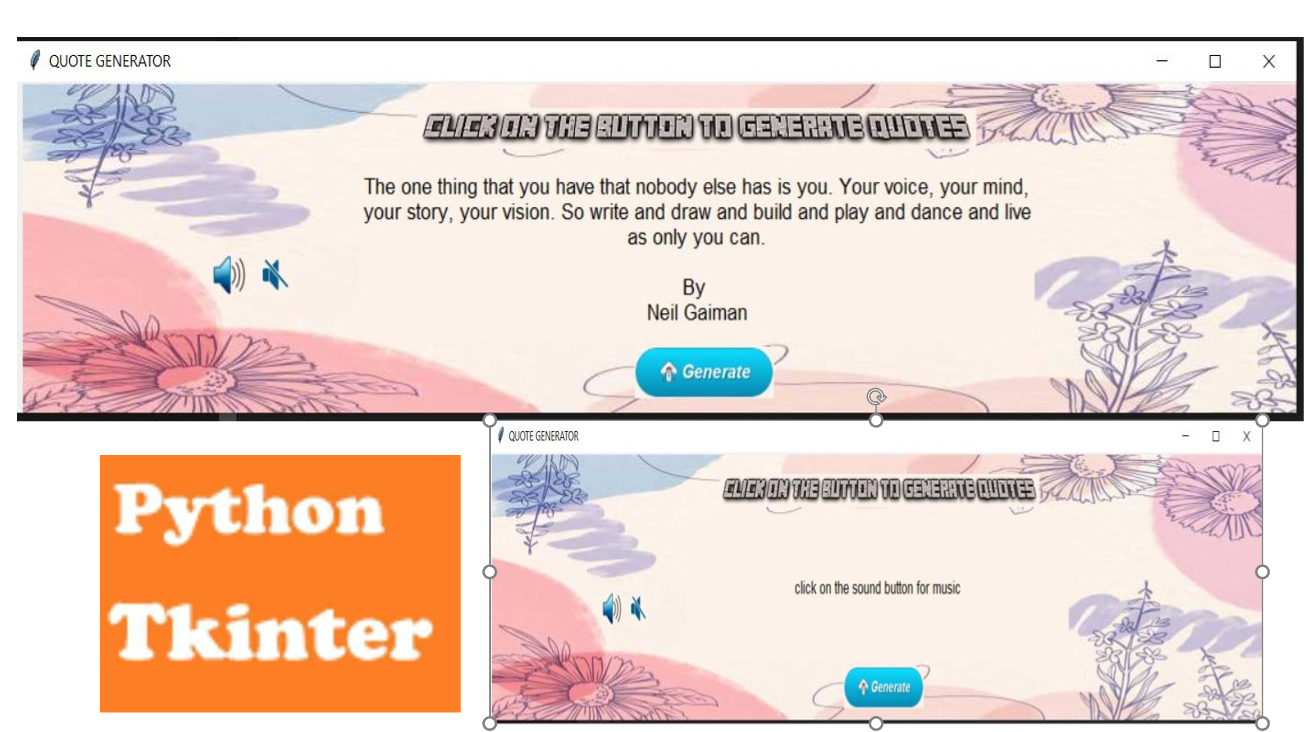 QUOTE GENERATOR
CLICK ON THE BUTTON TO GENERATE QUOTES
The one thing that you have that nobody else has is you. Your voice, your mind,
your story, your vision. So write and draw and build and play and dance and live
as only you can.
By
Neil Gaiman
Generate
Python
Tkinter
QUOTE GENERATOR
CLICK ON THE BUTTON TO GENERATE QUOTES
click on the sound button for music
Generate